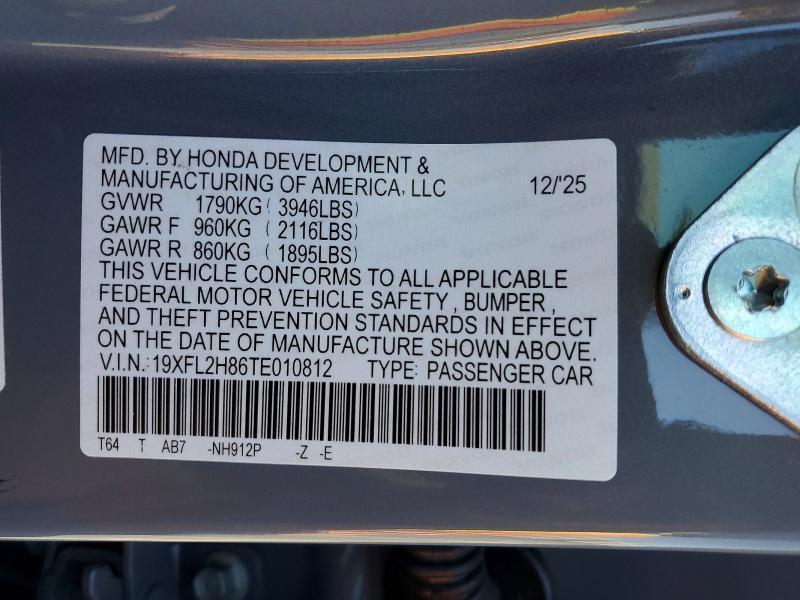 MFD. BY HONDA DEVELOPMENT &
MANUFACTURING OF AMERICA, LLC 12/'25
GVWR 1790KG ( 3946LBS)
GAWR F 960KG ( 2116LBS)
GAWR R 860KG ( 1895LBS)
THIS VEHICLE CONFORMS TO ALL APPLICABLE
FEDERAL MOTOR VEHICLE SAFETY , BUMPER ,
AND THEFT PREVENTION STANDARDS IN EFFECT
ON THE DATE OF MANUFACTURE SHOWN ABOVE.
V.I.N.:19XFL2H86TE010812 TYPE: PASSENGER CAR
T64 T AB7 -NH912P -Z -E